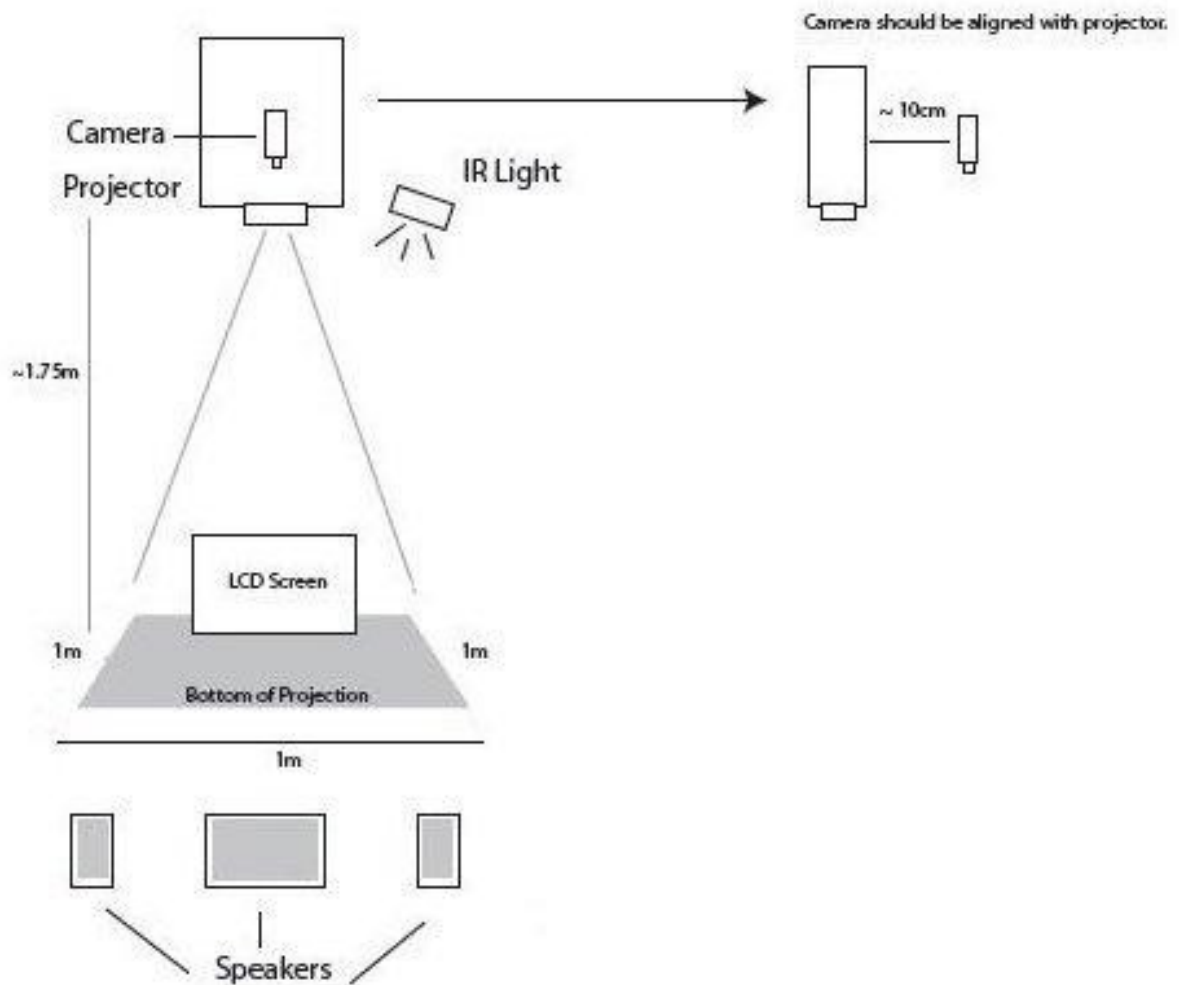 Camera should be aligned with projector.
~ 10cm
Camera
Projector
IR Light
~1.75m
LCD Screen
1m
1m
Bottom of Projection
1m
Speakers